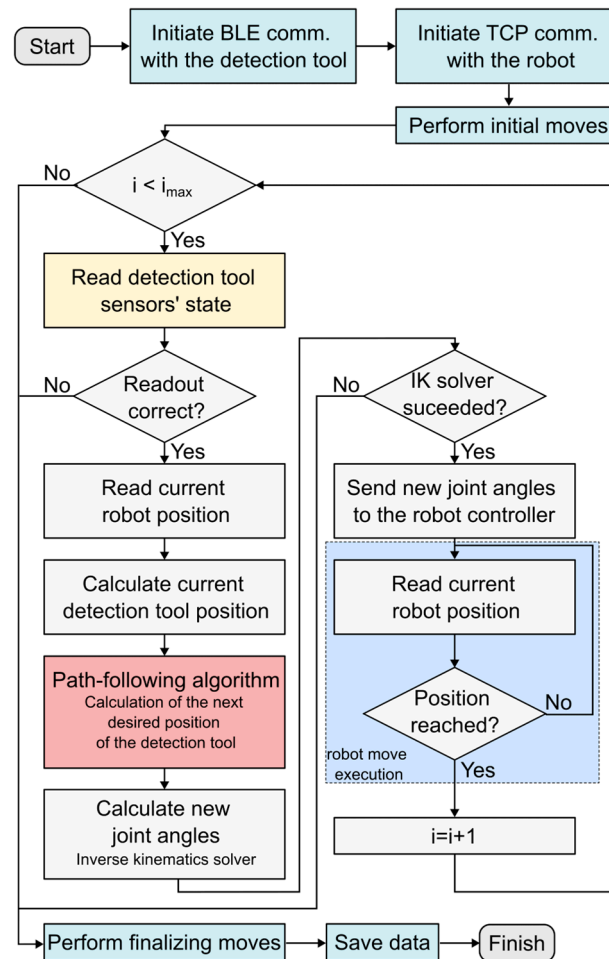 Start
Initiate BLE comm.
with the detection tool
Initiate TCP comm.
with the robot
Perform initial moves
i < imax
No
Yes
Read detection tool
sensors' state
Readout
correct?
No
Yes
Read current
robot position
Calculate current
detection tool position
Path-following algorithm
Calculation of the next
desired position
of the detection tool
Calculate new
joint angles
Inverse kinematics solver
IK solver
suceeded?
No
Yes
Send new joint angles
to the robot controller
Read current
robot position
Position
reached?
No
Yes
robot move
execution
i=i+1
Perform finalizing moves
Save data
Finish